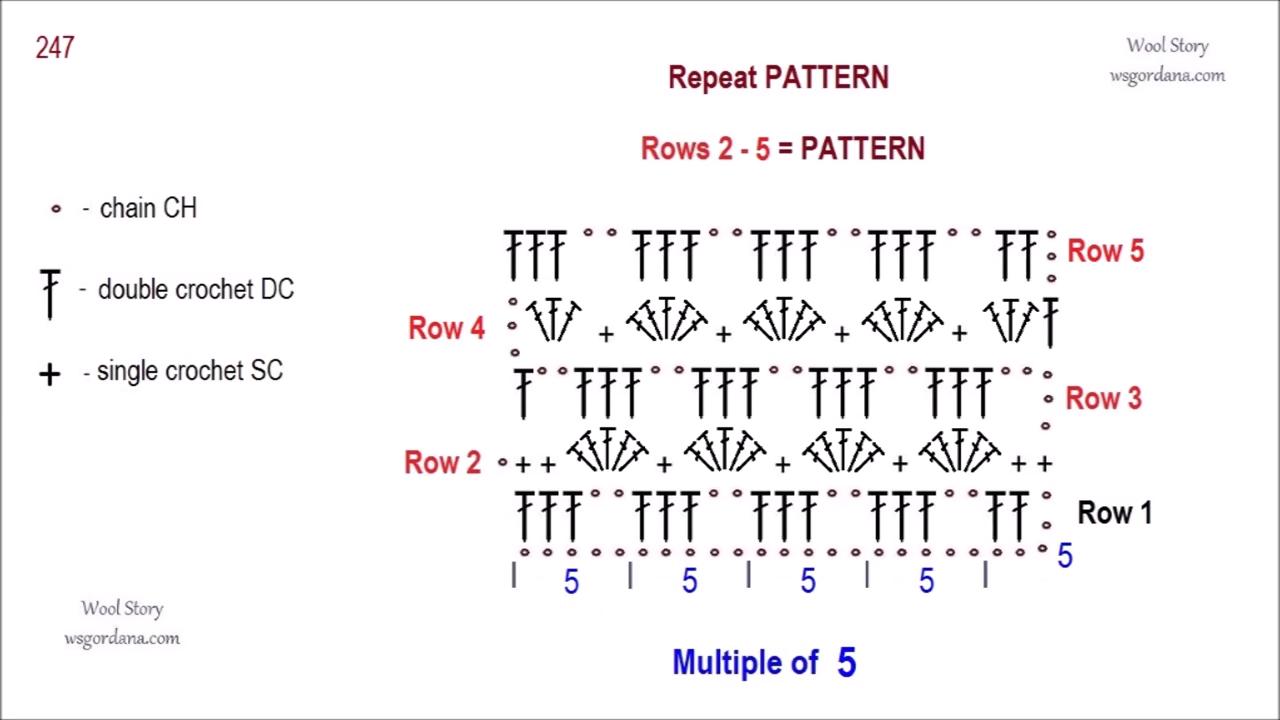 247
Wool Story
wsgordana.com
Repeat PATTERN
Rows 2 - 5 = PATTERN
- chain CH
- double crochet DC
- single crochet SC
Row 5
Row 4
Row 3
Row 2
Row 1
5
5 5 5 5
Wool Story
wsgordana.com
Multiple of 5